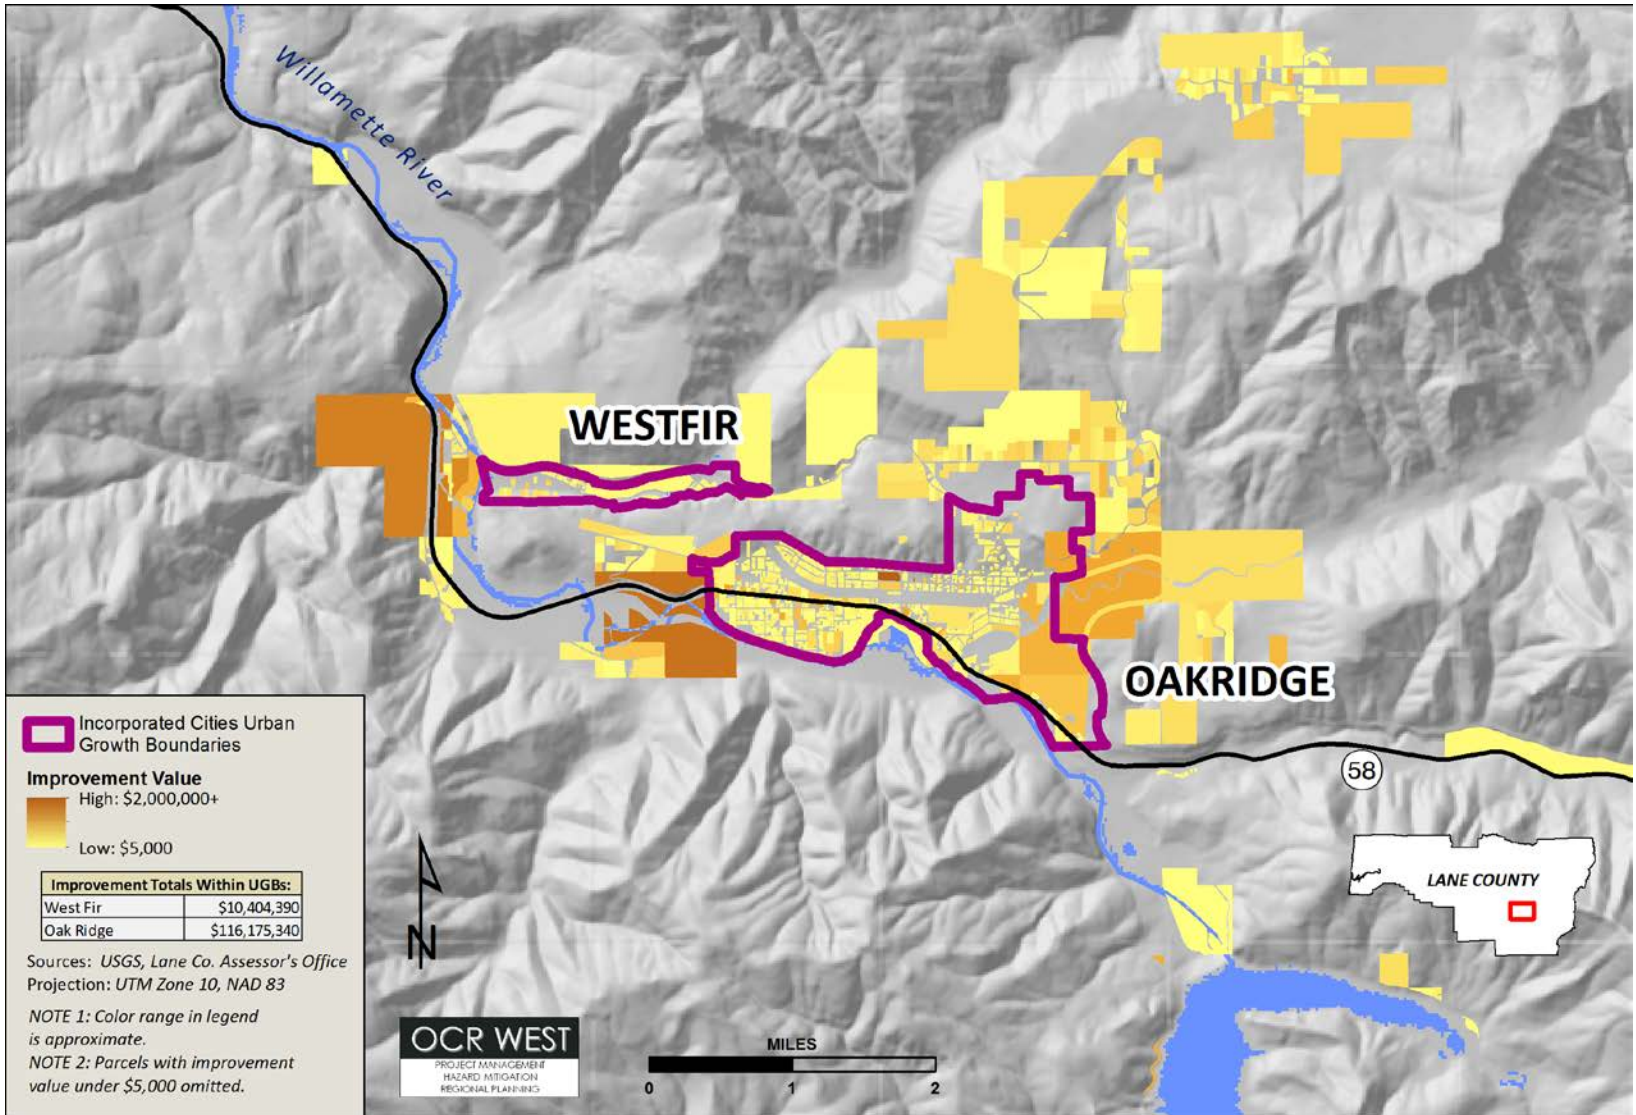 Willamette River
WESTFIR
OAKRIDGE
58
Incorporated Cities Urban
Growth Boundaries
Improvement Value
High: $2,000,000+
Low: $5,000
Improvement Totals Within UGBs:
West Fir $10,404,390
Oak Ridge $116,175,340
Sources: USGS, Lane Co. Assessor's Office
Projection: UTM Zone 10, NAD 83
NOTE 1: Color range in legend
is approximate.
NOTE 2: Parcels with improvement
value under $5,000 omitted.
N
OCR WEST
PROJECT MANAGEMENT
HAZARD MITIGATION
REGIONAL PLANNING
MILES
0 1 2
LANE COUNTY